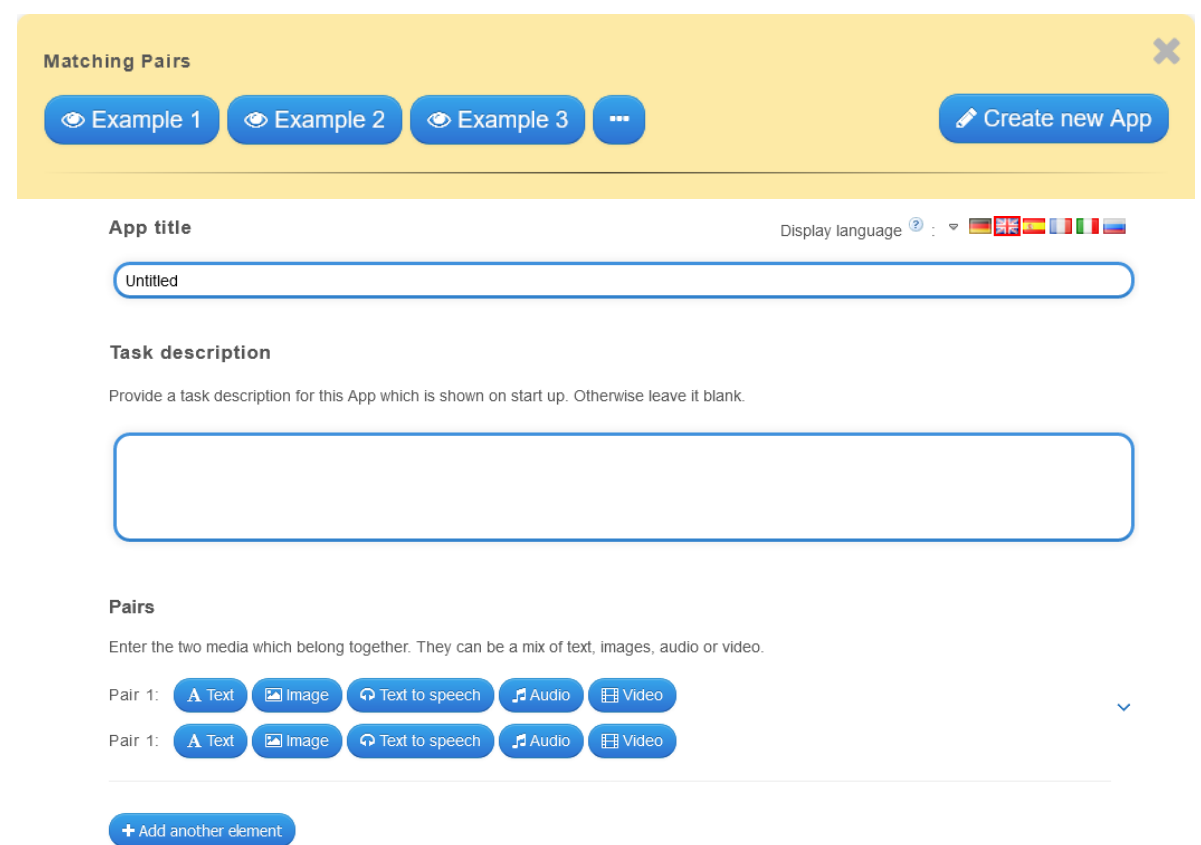 Matching Pairs
Example 1 Example 2 Example 3 ... Create new App
App title Display language ? :
Untitled
Task description
Provide a task description for this App which is shown on start up. Otherwise leave it blank.
Pairs
Enter the two media which belong together. They can be a mix of text, images, audio or video.
Pair 1: A Text Image Text to speech Audio Video
Pair 1: A Text Image Text to speech Audio Video
+ Add another element